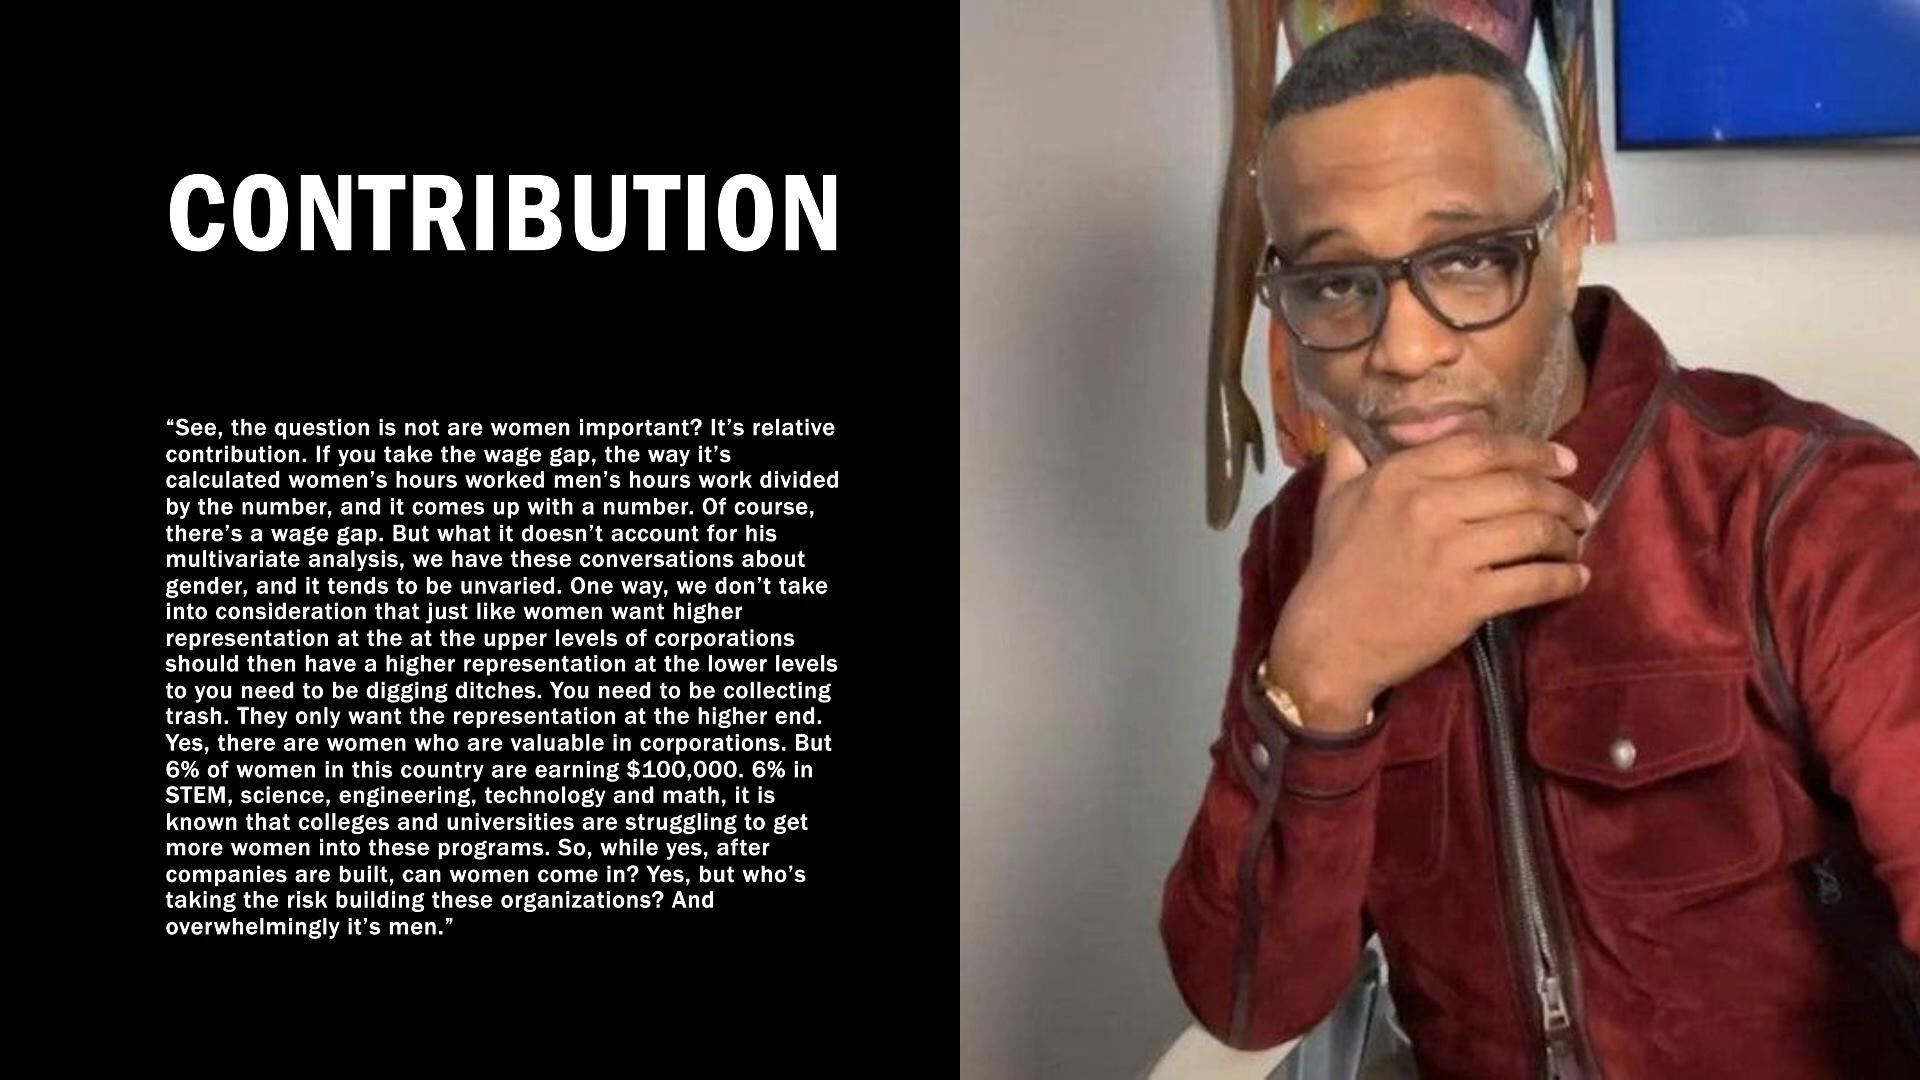 CONTRIBUTION
“See, the question is not are women important? It’s relative
contribution. If you take the wage gap, the way it’s
calculated women’s hours worked men’s hours work divided
by the number, and it comes up with a number. Of course,
there’s a wage gap. But what it doesn’t account for his
multivariate analysis, we have these conversations about
gender, and it tends to be unvaried. One way, we don’t take
into consideration that just like women want higher
representation at the at the upper levels of corporations
should then have a higher representation at the lower levels
to you need to be digging ditches. You need to be collecting
trash. They only want the representation at the higher end.
Yes, there are women who are valuable in corporations. But
6% of women in this country are earning $100,000. 6% in
STEM, science, engineering, technology and math, it is
known that colleges and universities are struggling to get
more women into these programs. So, while yes, after
companies are built, can women come in? Yes, but who’s
taking the risk building these organizations? And
overwhelmingly it’s men.”